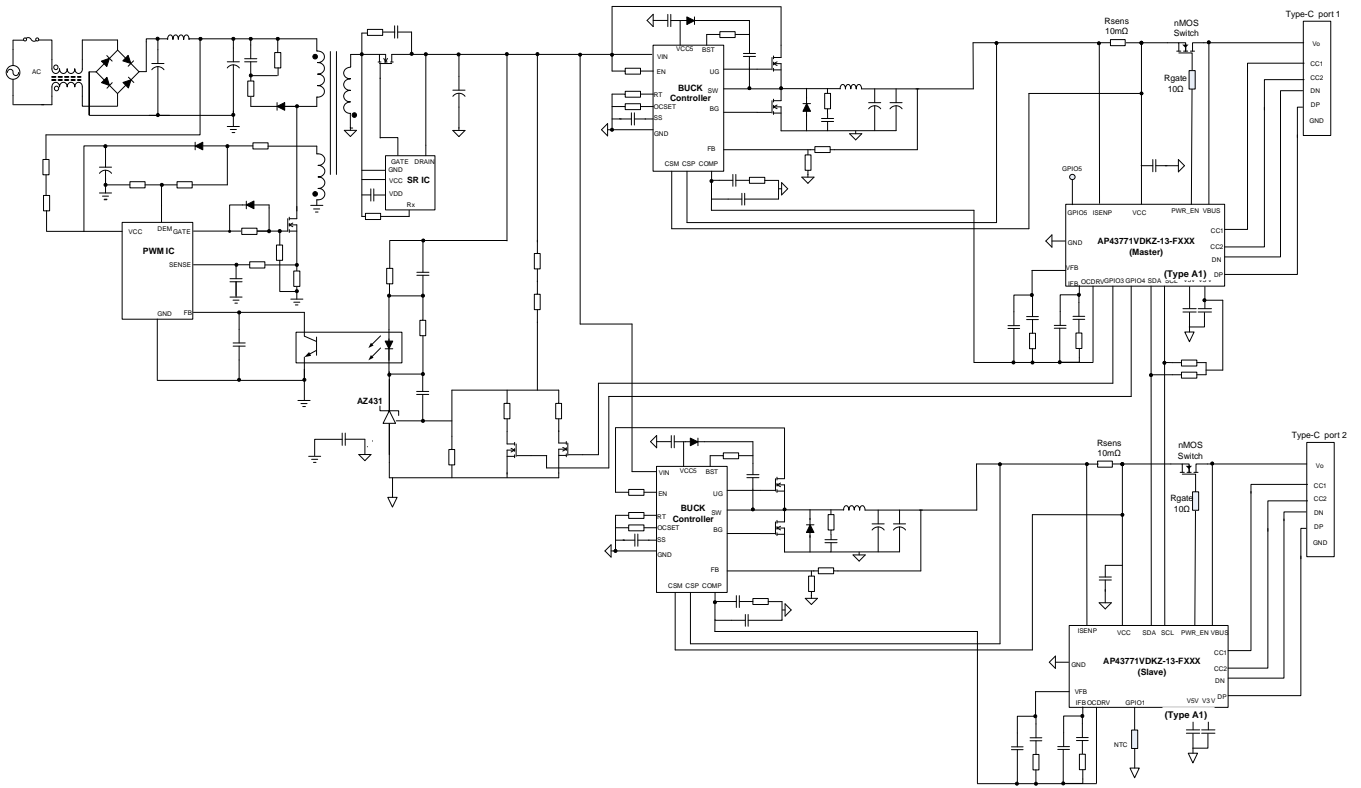 AC
PWM IC
VCC
DEM
GATE
SENSE
GND
FB
GATE
DRAIN
GND
VCC
VDD
Rx
SR IC
AZ431
VCC5
BST
VIN
EN
RT
OCSET
SS
GND
UG
SW
BG
FB
CSM
CSP
COMP
BUCK
Controller
Rsens
10mΩ
nMOS
Switch
Rgate
10Ω
Type-C port 1
Vo
CC1
CC2
DN
DP
GND
GPIO5
GPIO5
ISENP
VCC
PWR_EN
VBUS
GND
AP43771VDKZ-13-FXXX
(Master)
(Type A1)
CC1
CC2
DN
DP
VFB
IFB
OCDRV
GPIO3
GPIO4
SDA
SCL
V5V
V3V
VCC5
BST
VIN
EN
RT
OCSET
SS
GND
UG
SW
BG
FB
CSM
CSP
COMP
BUCK
Controller
Rsens
10mΩ
nMOS
Switch
Rgate
10Ω
Type-C port 2
Vo
CC1
CC2
DN
DP
GND
ISENP
VCC
SDA
SCL
PWR_EN
VBUS
GND
AP43771VDKZ-13-FXXX
(Slave)
(Type A1)
CC1
CC2
DN
DP
VFB
IFB
OCDRV
GPIO1
V5V
V3V
NTC